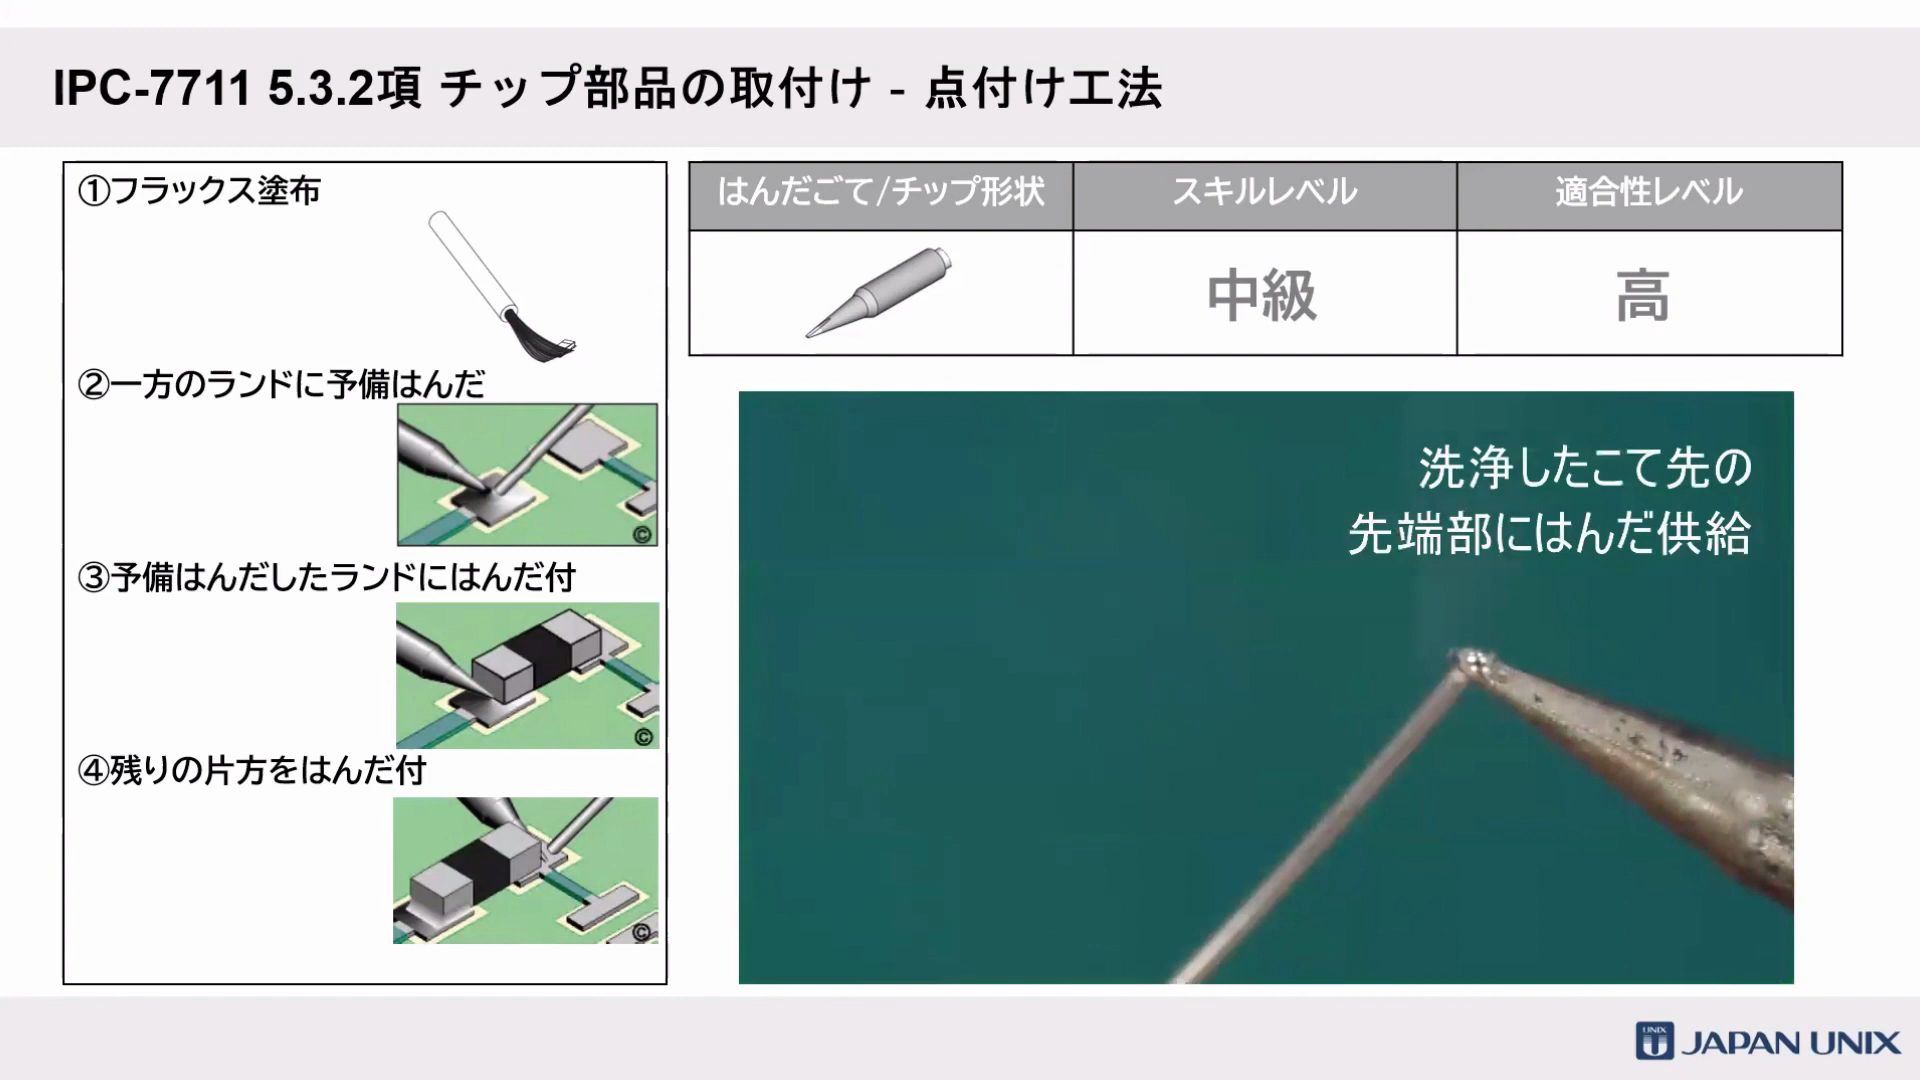 IPC-7711 5.3.2項 チップ部品の取付け - 点付け工法
①フラックス塗布
②一方のランドに予備はんだ
©
③予備はんだしたランドにはんだ付
©
④残りの片方をはんだ付
©
はんだごて/チップ形状
スキルレベル
適合性レベル
中級
高
洗浄したこて先の
先端部にはんだ供給
UNIX
JAPAN UNIX